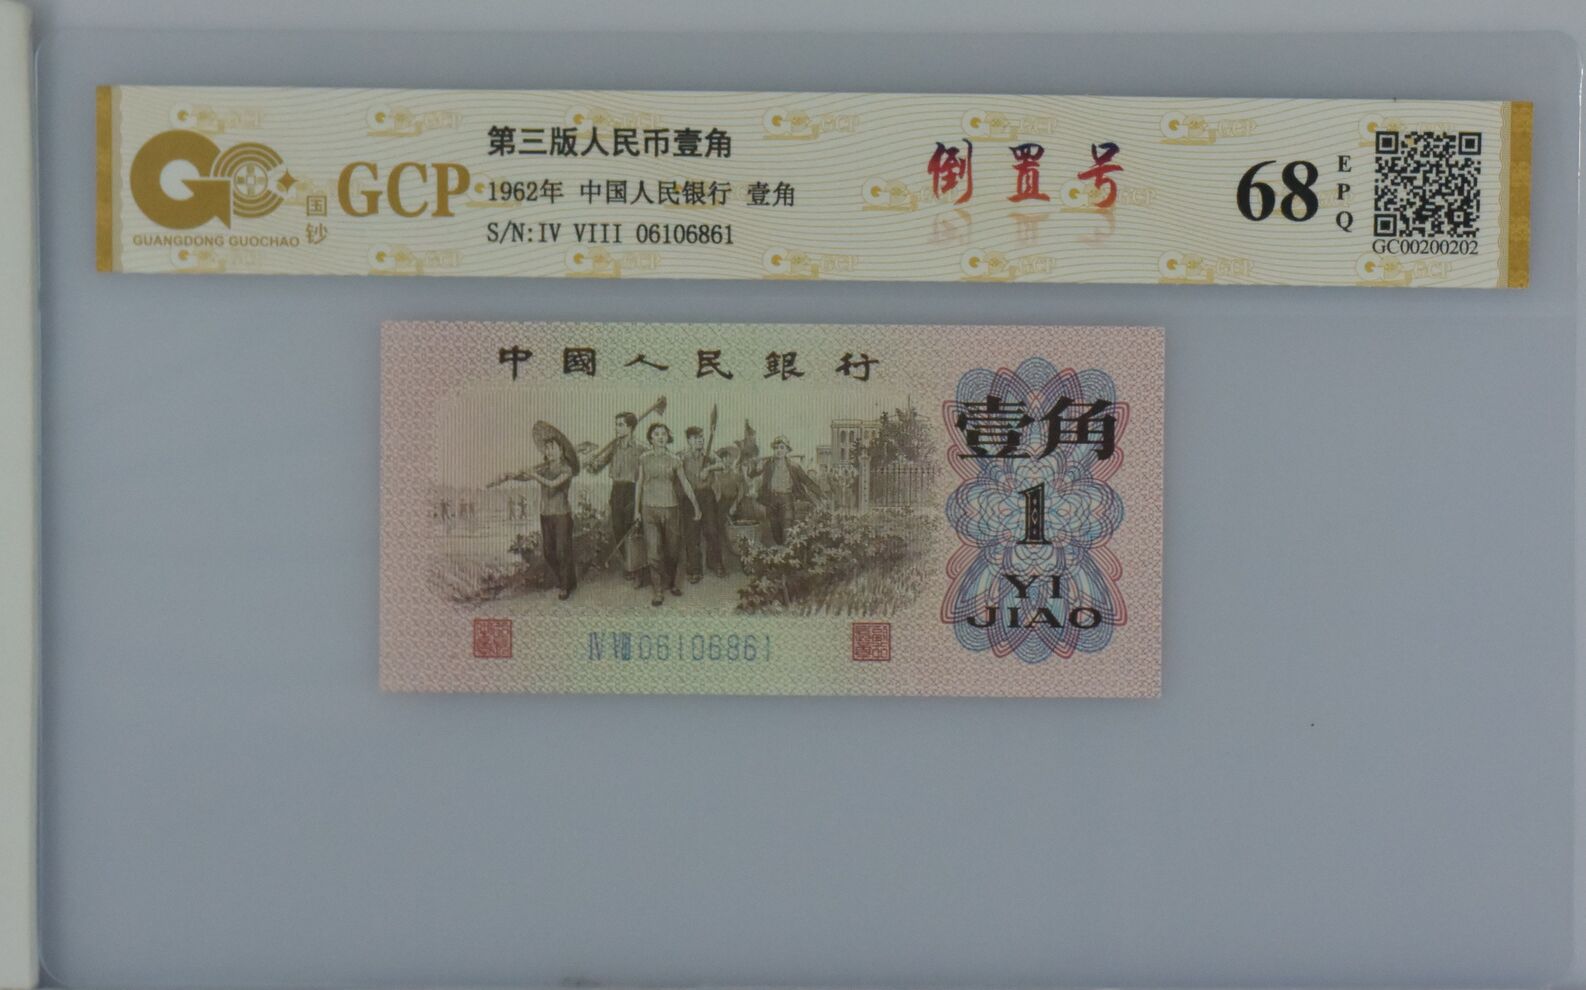 GCP
国钞
GUANGDONG GUOCHAO
第三版人民币壹角
1962年 中国人民银行 壹角
S/N:IV VIII 06106861
倒置号
68
EPQ
GC00200202
中國人民銀行
壹角
1
YI
JIAO
IV VIII 06106861